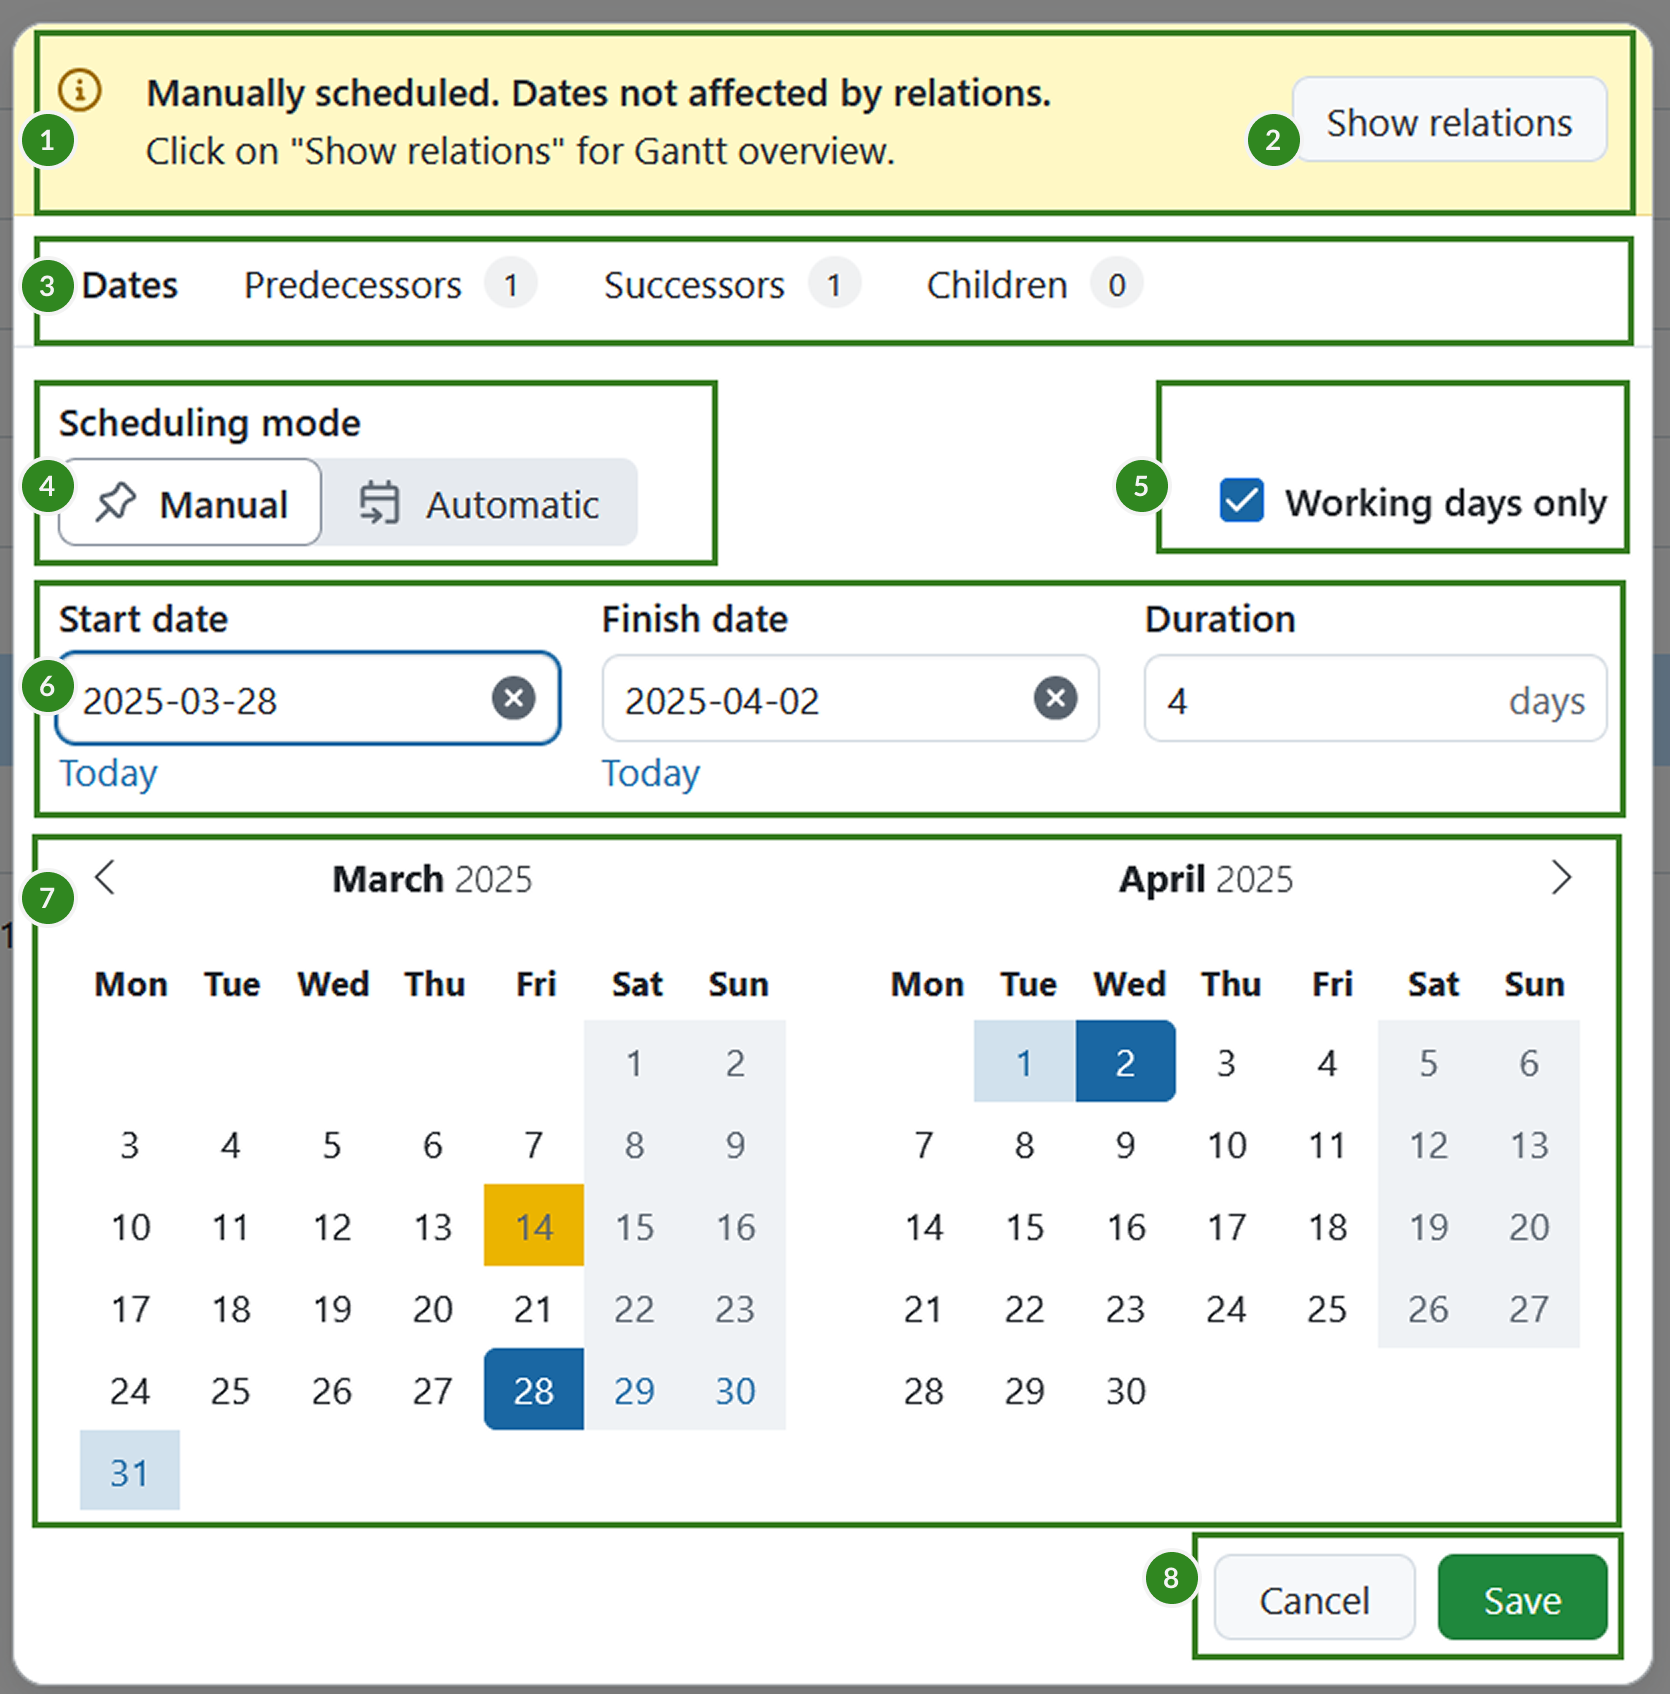 Manually scheduled. Dates not affected by relations.
Click on "Show relations" for Gantt overview.
1
2 Show relations
3 Dates Predecessors 1 Successors 1 Children 0
Scheduling mode
4 Manual Automatic
5 Working days only
Start date Finish date Duration
6 2025-03-28 2025-04-02 4 days
Today Today
7 March 2025 April 2025
1
Mon Tue Wed Thu Fri Sat Sun Mon Tue Wed Thu Fri Sat Sun
1 2 1 2 3 4 5 6
3 4 5 6 7 8 9 7 8 9 10 11 12 13
10 11 12 13 14 15 16 14 15 16 17 18 19 20
17 18 19 20 21 22 23 21 22 23 24 25 26 27
24 25 26 27 28 29 30 28 29 30
31
8 Cancel Save